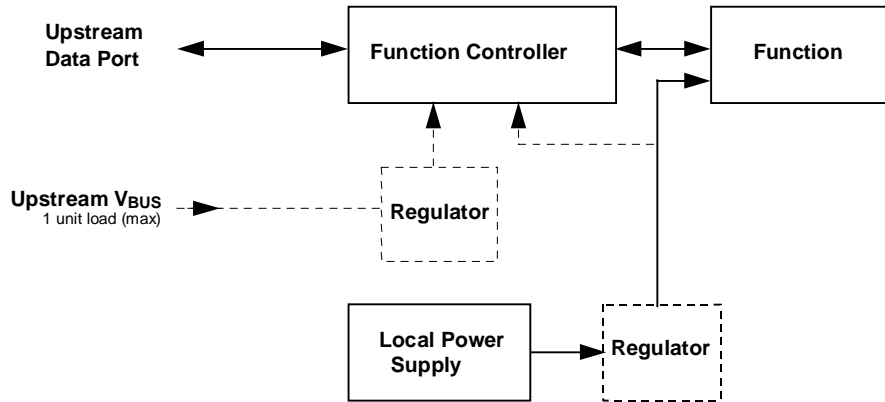 Upstream
Data Port
Function Controller
Function
Upstream VBUS
1 unit load (max)
Regulator
Local Power
Supply
Regulator